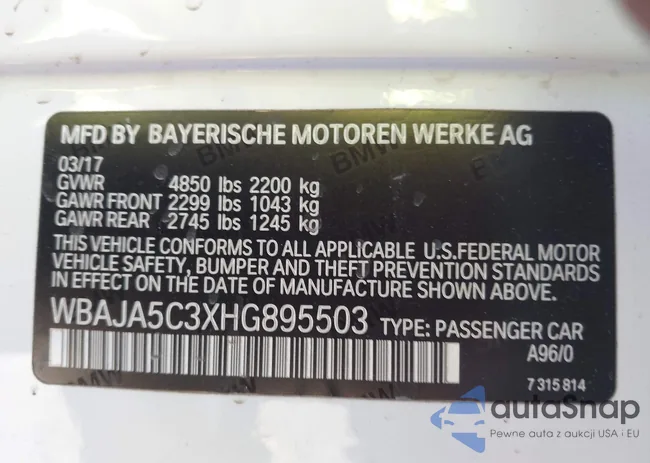 MFD BY BAYERISCHE MOTOREN WERKE AG
03/17
GVWR 4850 lbs 2200 kg
GAWR FRONT 2299 lbs 1043 kg
GAWR REAR 2745 lbs 1245 kg
THIS VEHICLE CONFORMS TO ALL APPLICABLE U.S.FEDERAL MOTOR
VEHICLE SAFETY, BUMPER AND THEFT PREVENTION STANDARDS
IN EFFECT ON THE DATE OF MANUFACTURE SHOWN ABOVE.
WBAJA5C3XHG895503 TYPE: PASSENGER CAR
A96/0
7 315 814
autoSnap
Pewne auta z aukcji USA i EU